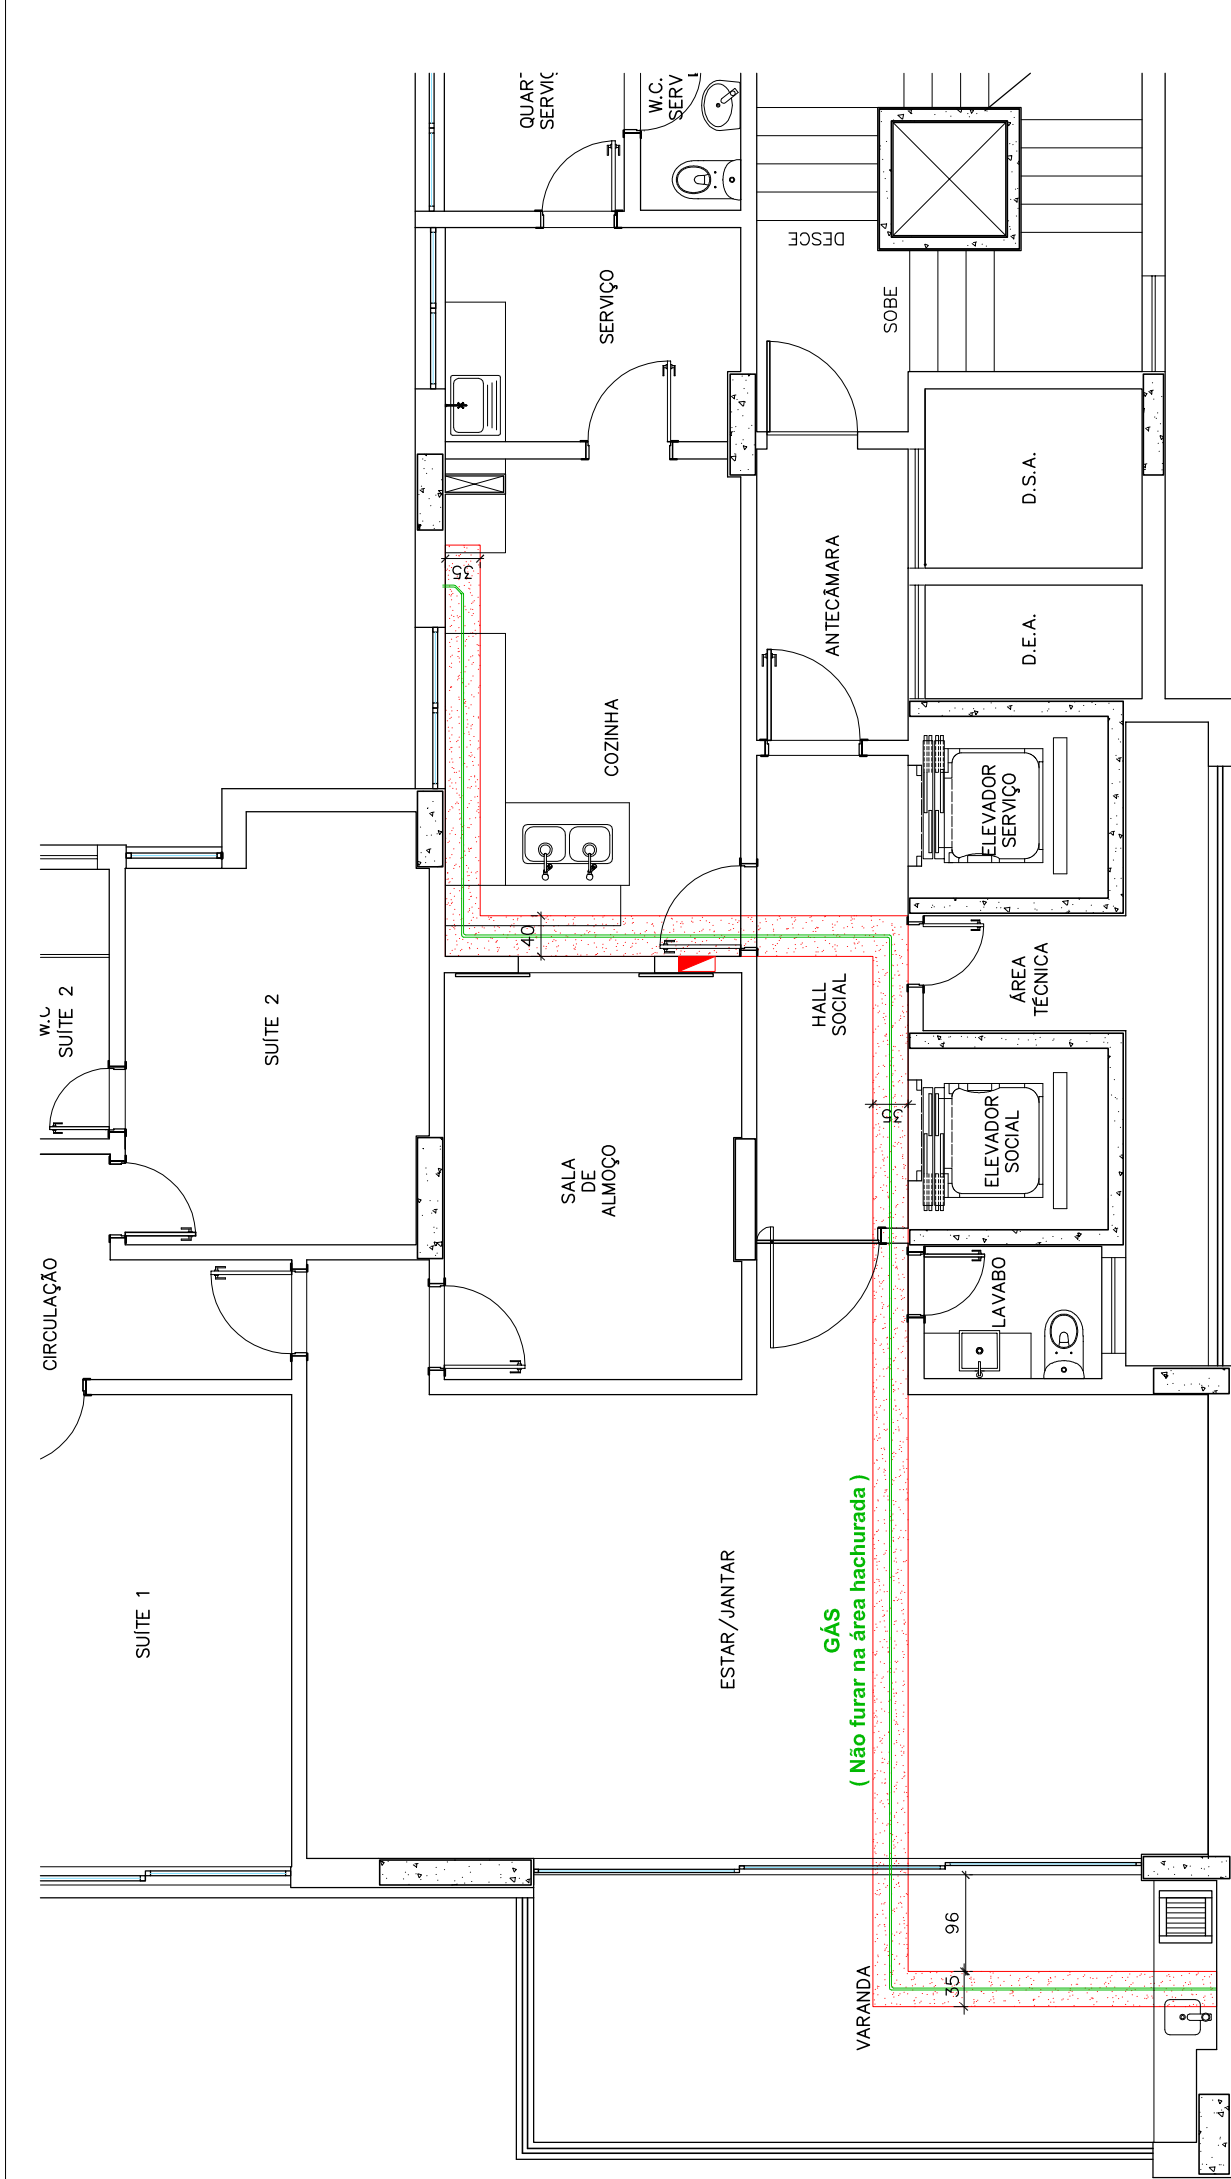 QUAR
SERVIÇ
W.C.
SERV
DESCE
SOBE
SERVIÇO
D.S.A.
35
ANTECÂMARA
D.E.A.
COZINHA
ELEVADOR
SERVIÇO
40
W.C
SUÍTE 2
SUÍTE 2
HALL
SOCIAL
ÁREA
TÉCNICA
35
SALA
DE
ALMOÇO
ELEVADOR
SOCIAL
CIRCULAÇÃO
LAVABO
SUÍTE 1
ESTAR/JANTAR
GÁS
( Não furar na área hachurada )
96
35
VARANDA